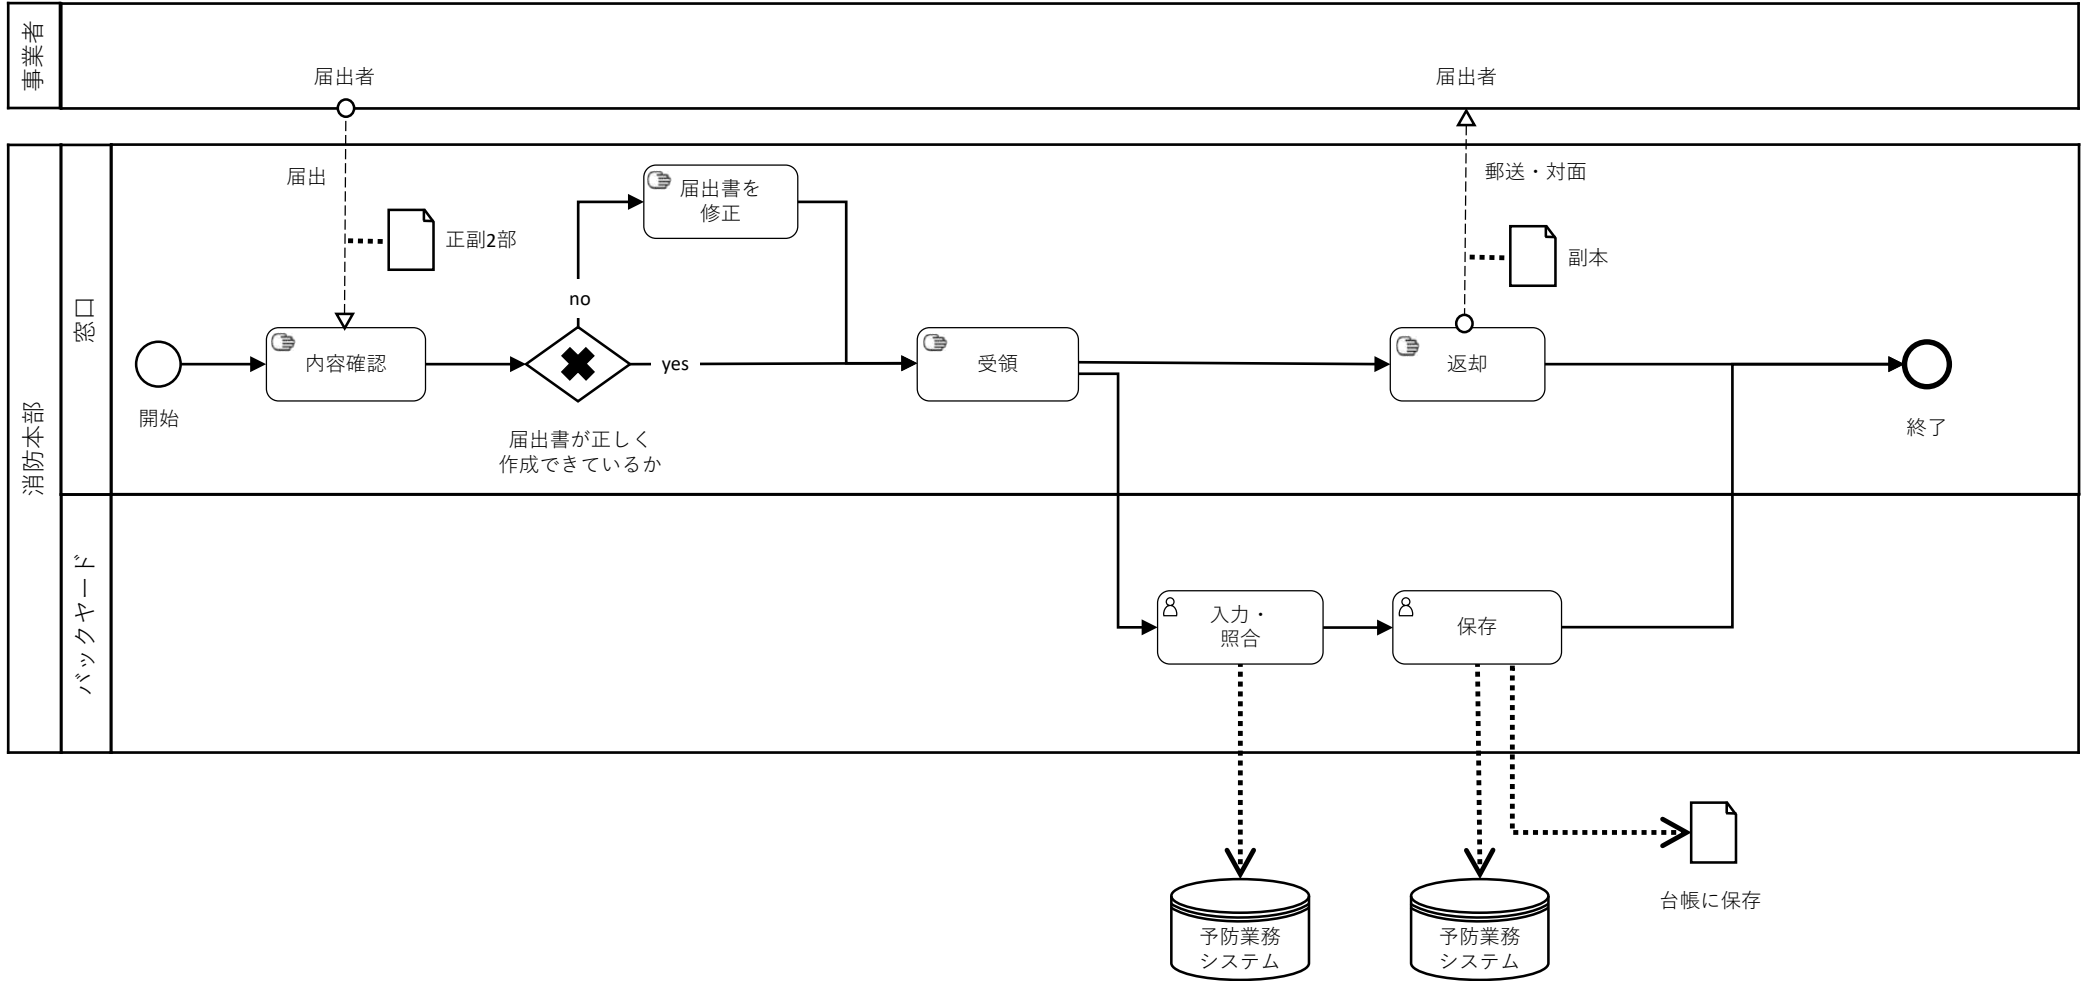 事業者
届出者
届出者
消防本部
窓口
届出
正副2部
届出書を
修正
郵送・対面
副本
no
開始
内容確認
yes
届出書が正しく
作成できているか
受領
返却
終了
バックヤード
入力・
照合
保存
台帳に保存
予防業務
システム
予防業務
システム